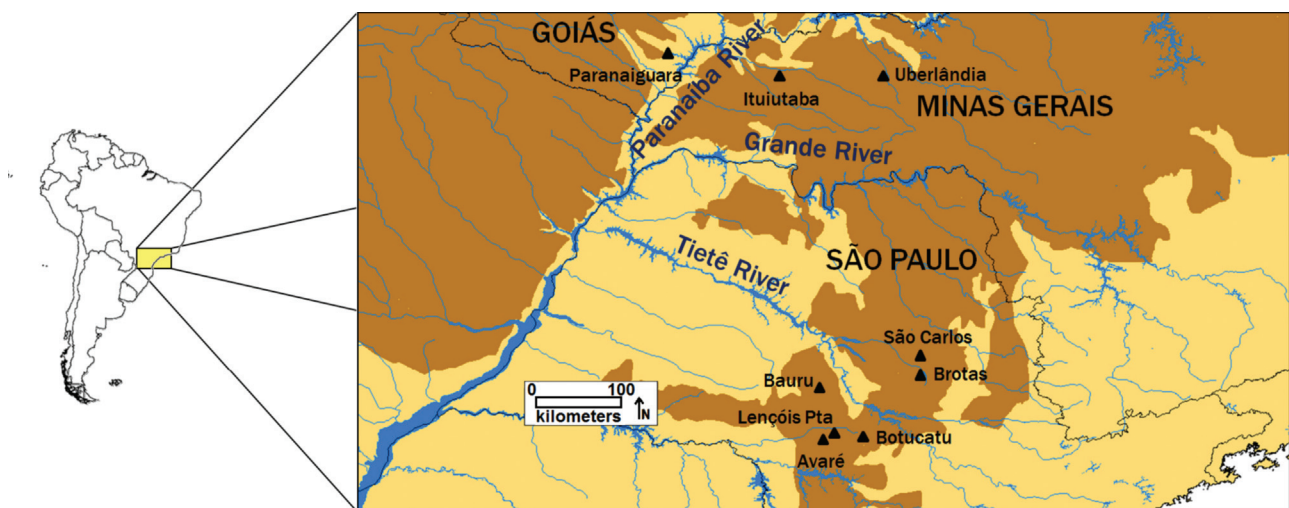 GOIÁS
Paranaiguara
Paranaíba River
Ituiutaba
Uberlândia
MINAS GERAIS
Grande River
Tietê River
SÃO PAULO
São Carlos
Brotas
Bauru
0 100
kilometers
N
Lençóis Pta
Botucatu
Avaré